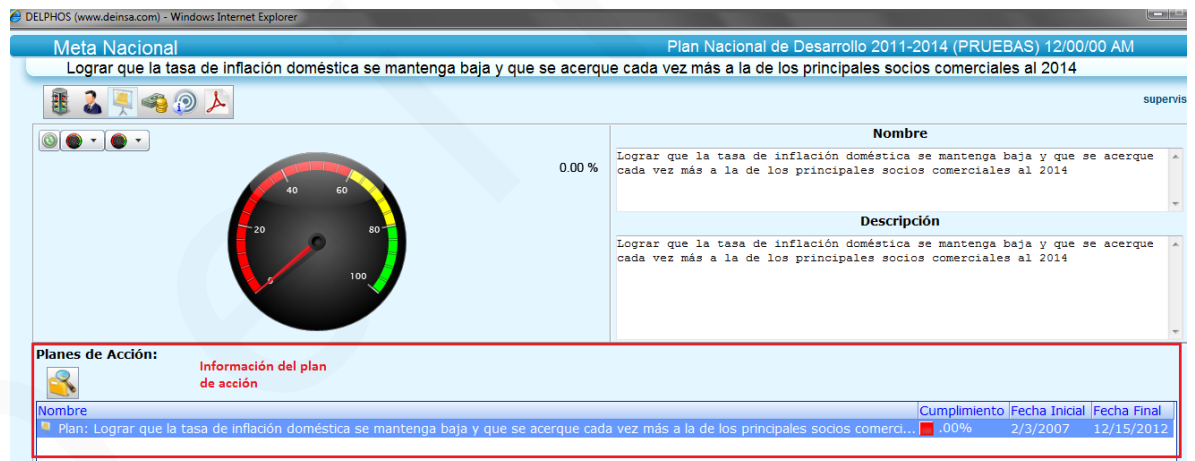 DELPHOS (www.deinsa.com) - Windows Internet Explorer
Meta Nacional
Plan Nacional de Desarrollo 2011-2014 (PRUEBAS) 12/00/00 AM
Lograr que la tasa de inflación doméstica se mantenga baja y que se acerque cada vez más a la de los principales socios comerciales al 2014
supervis
0.00 %
0
20
40
60
80
100
Nombre
Lograr que la tasa de inflación doméstica se mantenga baja y que se acerque
cada vez más a la de los principales socios comerciales al 2014
Descripción
Lograr que la tasa de inflación doméstica se mantenga baja y que se acerque
cada vez más a la de los principales socios comerciales al 2014
Planes de Acción:
Información del plan
de acción
Nombre Cumplimiento Fecha Inicial Fecha Final
Plan: Lograr que la tasa de inflación doméstica se mantenga baja y que se acerque cada vez más a la de los principales socios comerci... .00% 2/3/2007 12/15/2012